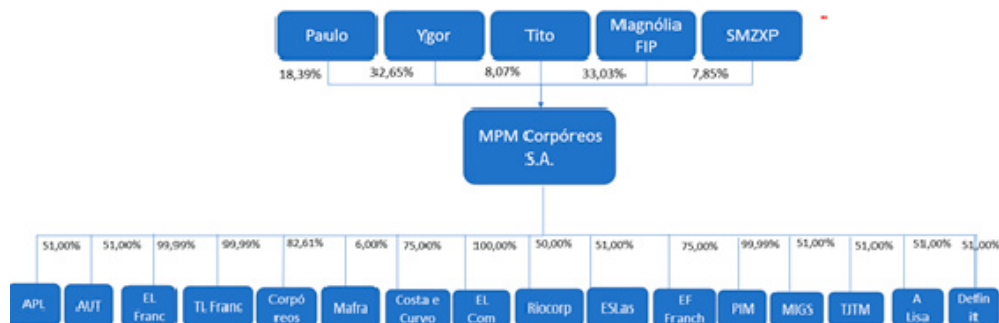 Paulo
Ygor
Tito
Magnólia
FIP
SMZXP
18,39%
32,65%
8,07%
33,03%
7,85%
MPM Corpóreos
S.A.
51,00%
51,00%
99,99%
99,99%
82,61%
6,00%
75,00%
100,00%
50,00%
51,00%
75,00%
99,99%
51,00%
51,00%
51,00%
51,00%
APL
AUT
EL
Franc
TL Franc
Corpó
reos
Mafra
Costa e
Curvo
EL
Com
Riocorp
ESLas
EF
Franch
PIM
MIGS
TJTM
A
Lisa
Defin
it